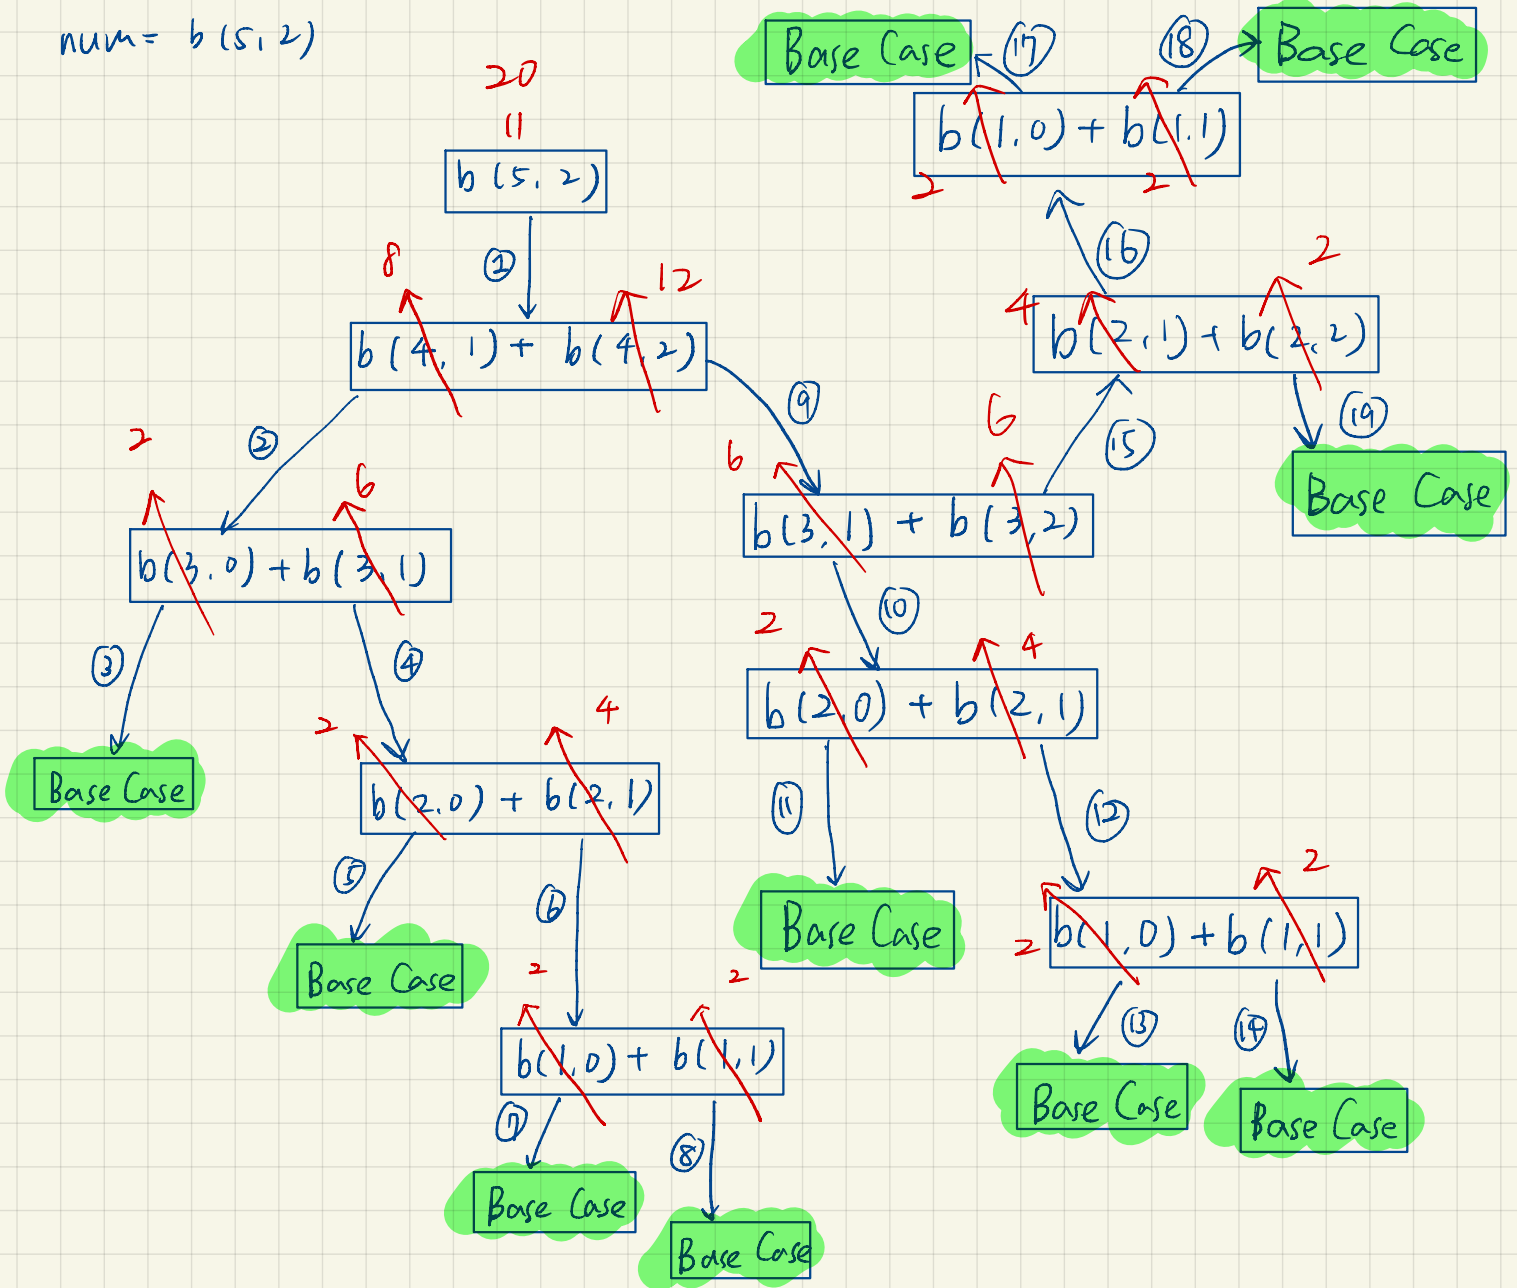 num = b(5, 2)
20
11
b(5, 2)
①
8
12
b(4, 1) + b(4, 2)
②
⑨
2
6
b(3, 0) + b(3, 1)
③
④
Base Case
2
4
b(2, 0) + b(2, 1)
⑤
⑥
Base Case
2
2
b(1, 0) + b(1, 1)
⑦
⑧
Base Case
Base Case
6
6
b(3, 1) + b(3, 2)
⑩
⑮
2
4
b(2, 0) + b(2, 1)
⑪
⑫
Base Case
2
2
b(1, 0) + b(1, 1)
⑬
⑭
Base Case
Base Case
4
2
b(2, 1) + b(2, 2)
⑯
⑲
Base Case
b(1, 0) + b(1, 1)
2
2
⑰
⑱
Base Case
Base Case